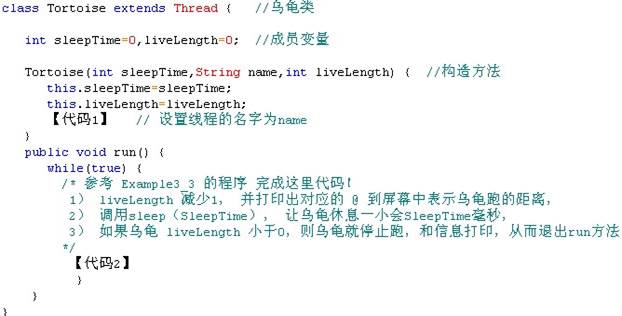 class Tortoise extends Thread {   //乌龟类
int sleepTime=0,liveLength=0;  //成员变量
Tortoise(int sleepTime,String name,int liveLength) {  //构造方法
this.sleepTime=sleepTime;
this.liveLength=liveLength;
【代码1】   // 设置线程的名字为name
}
public void run() {
while(true) {
/* 参考 Example3_3 的程序 完成这里代码!
1) liveLength 减少1, 并打印出对应的 @ 到屏幕中表示乌龟跑的距离,
2) 调用sleep(SleepTime), 让乌龟休息一小会SleepTime毫秒,
3) 如果乌龟 liveLength 小于0,则乌龟就停止跑,和信息打印,从而退出run方法
*/
【代码2】
}
}
}